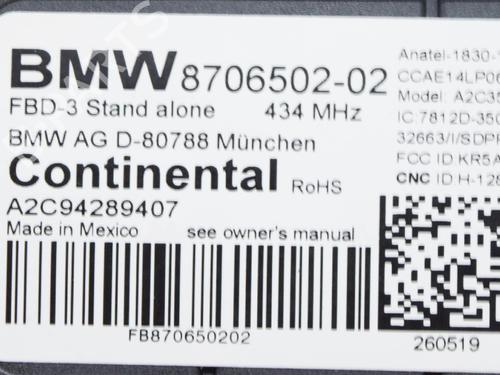 BMW 8706502-02
FBD-3 Stand alone 434 MHz
BMW AG D-80788 München
Continental RoHS
A2C94289407
Made in Mexico see owner's manual
FB870650202
Anatel-1830-
CCAE14LP0
Model: A2C35
IC:7812D-350
32663/I/SDP
FCC ID KR5A
CNC ID H-128
260519